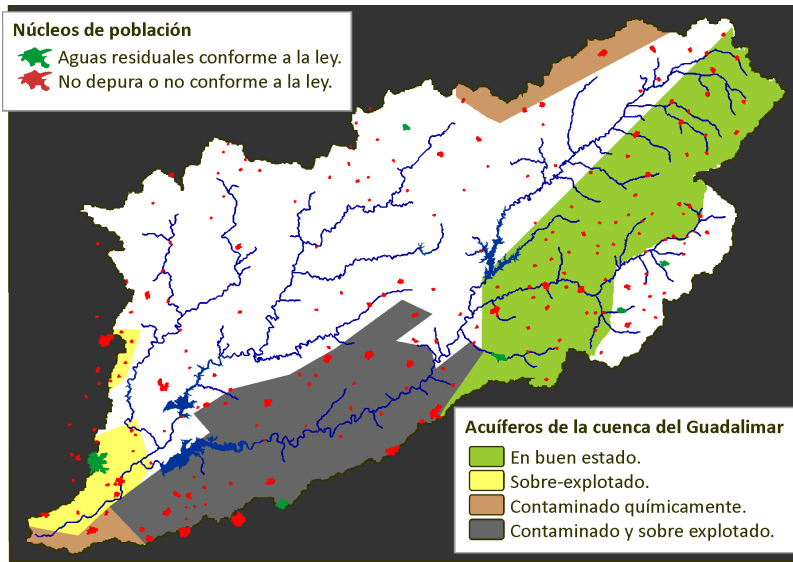 Núcleos de población
Aguas residuales conforme a la ley.
No depura o no conforme a la ley.
Acuíferos de la cuenca del Guadalimar
En buen estado.
Sobre-explotado.
Contaminado químicamente.
Contaminado y sobre explotado.